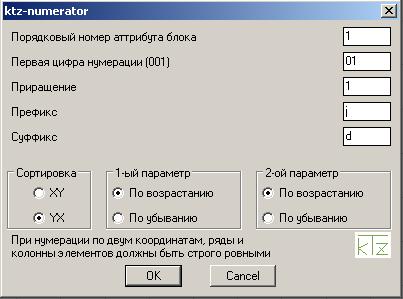 ktz-numerator
Порядковый номер аттрибута блока 1
Первая цифра нумерации (001) 01
Приращение 1
Префикс i
Суффикс d
Сортировка 1-ый параметр 2-ой параметр
XY По возрастанию По возрастанию
YX По убыванию По убыванию
При нумерации по двум координатам, ряды и
колонны элементов должны быть строго ровными
kTz
OK Cancel